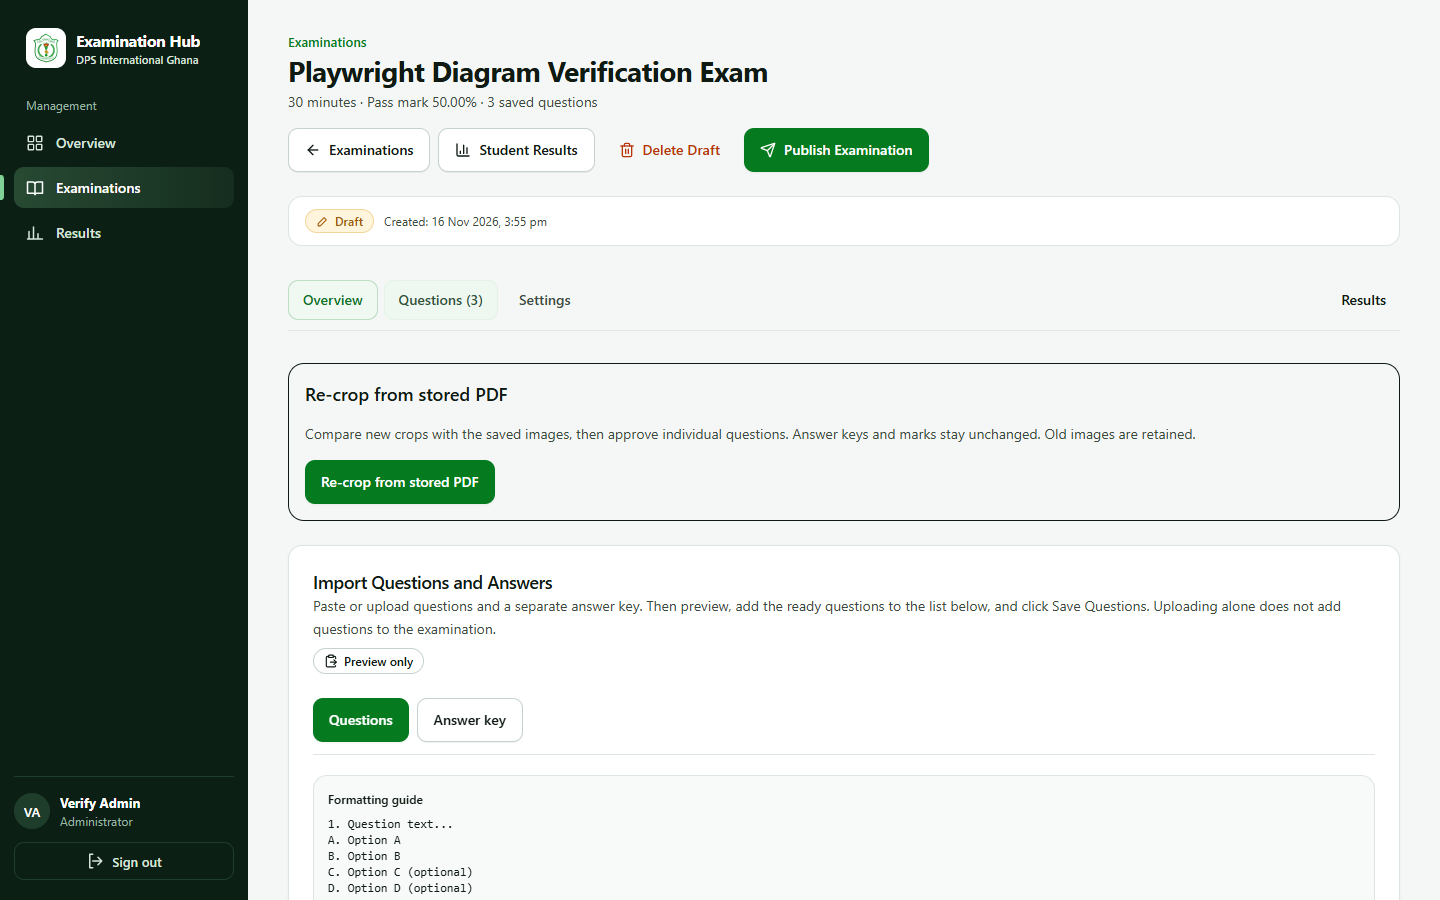 Examination Hub
DPS International Ghana
Management
Overview
Examinations
Results
Verify Admin
VA
Administrator
Sign out
Examinations
Playwright Diagram Verification Exam
30 minutes · Pass mark 50.00% · 3 saved questions
Examinations
Student Results
Delete Draft
Publish Examination
Draft
Created: 16 Nov 2026, 3:55 pm
Overview
Questions (3)
Settings
Results
Re-crop from stored PDF
Compare new crops with the saved images, then approve individual questions. Answer keys and marks stay unchanged. Old images are retained.
Re-crop from stored PDF
Import Questions and Answers
Paste or upload questions and a separate answer key. Then preview, add the ready questions to the list below, and click Save Questions. Uploading alone does not add
questions to the examination.
Preview only
Questions
Answer key
Formatting guide
1. Question text...
A. Option A
B. Option B
C. Option C (optional)
D. Option D (optional)